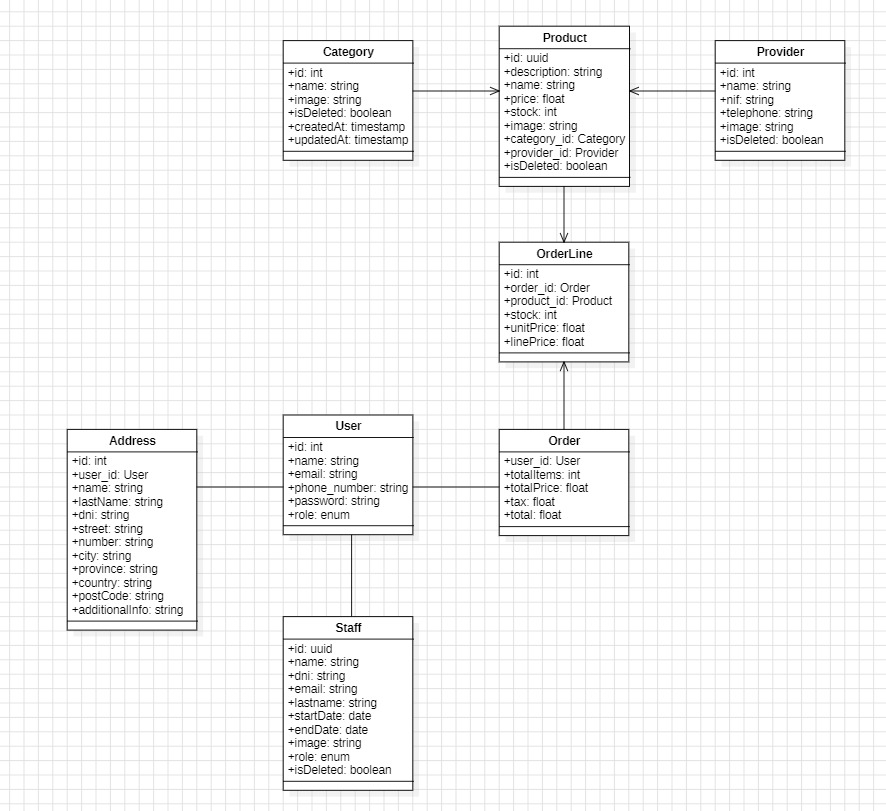 Category
+id: int
+name: string
+image: string
+isDeleted: boolean
+createdAt: timestamp
+updatedAt: timestamp
Product
+id: uuid
+description: string
+name: string
+price: float
+stock: int
+image: string
+category_id: Category
+provider_id: Provider
+isDeleted: boolean
Provider
+id: int
+name: string
+nif: string
+telephone: string
+image: string
+isDeleted: boolean
OrderLine
+id: int
+order_id: Order
+product_id: Product
+stock: int
+unitPrice: float
+linePrice: float
Address
+id: int
+user_id: User
+name: string
+lastName: string
+dni: string
+street: string
+number: string
+city: string
+province: string
+country: string
+postCode: string
+additionalInfo: string
User
+id: int
+name: string
+email: string
+phone_number: string
+password: string
+role: enum
Order
+user_id: User
+totalItems: int
+totalPrice: float
+tax: float
+total: float
Staff
+id: uuid
+name: string
+dni: string
+email: string
+lastname: string
+startDate: date
+endDate: date
+image: string
+role: enum
+isDeleted: boolean